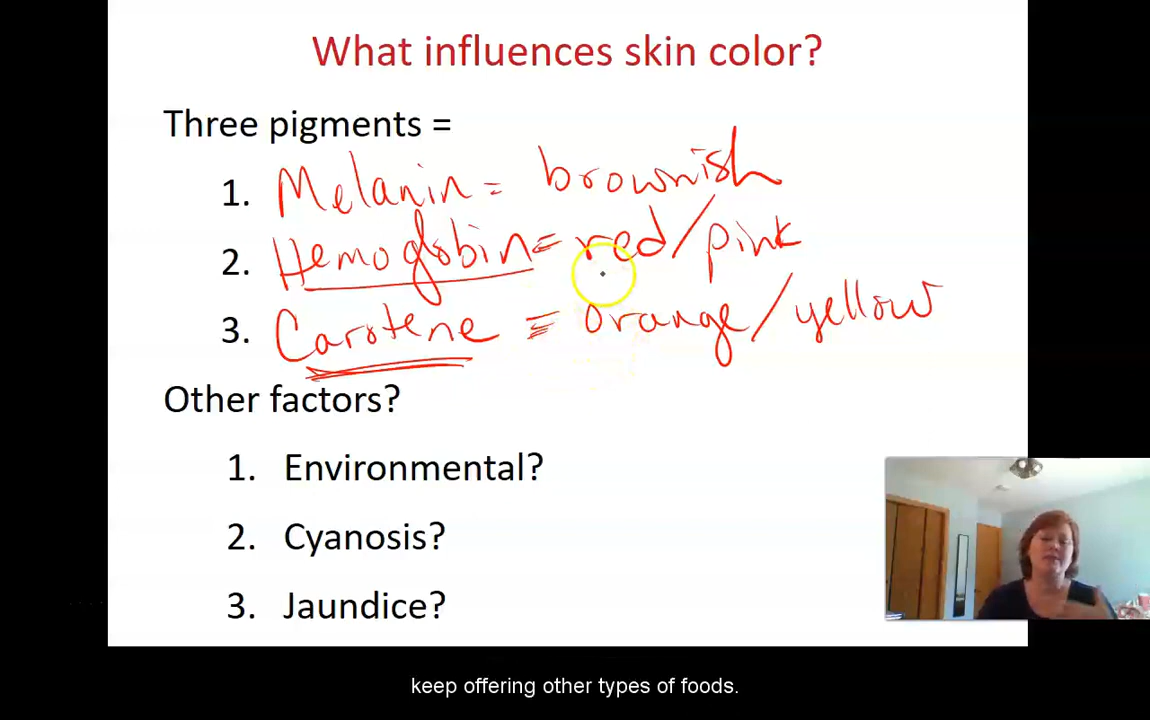 What influences skin color?
Three pigments =
1. Melanin = brownish
2. Hemoglobin = red/pink
3. Carotene = orange/yellow
Other factors?
1. Environmental?
2. Cyanosis?
3. Jaundice?
keep offering other types of foods.